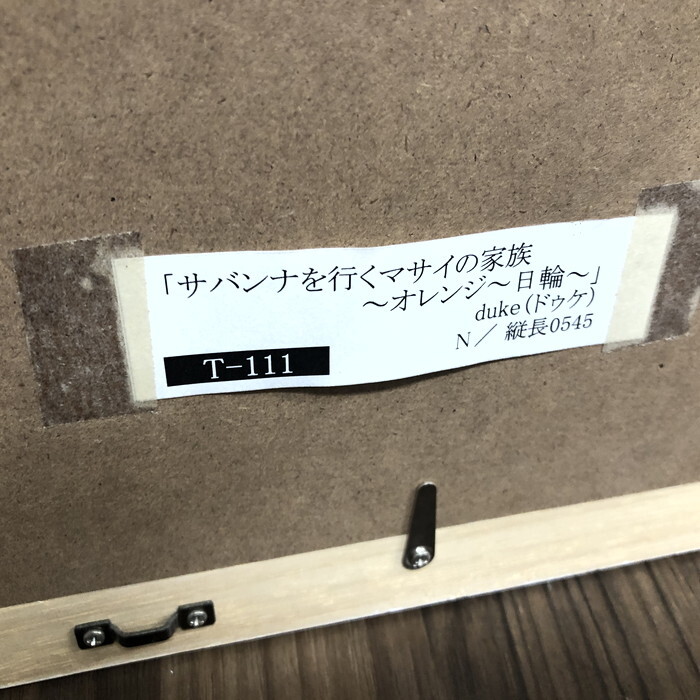 「サバンナを行くマサイの家族
～オレンジ～日輪～」
duke(ドゥケ)
N／ 縦長0545
T-111